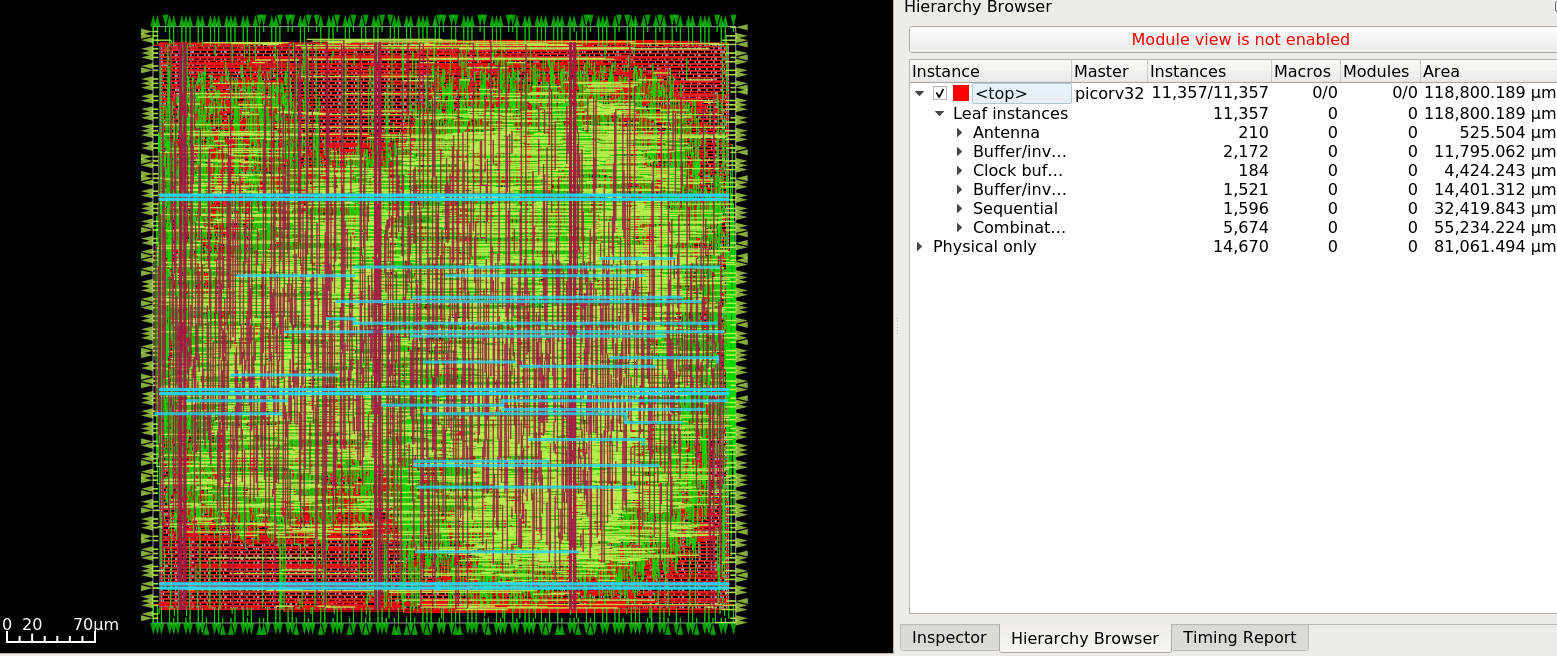 Hierarchy Browser
Module view is not enabled
Instance Master Instances Macros Modules Area
<top> picorv32 11,357/11,357 0/0 0/0 118,800.189 μm
Leaf instances 11,357 0 0 118,800.189 μm
Antenna 210 0 0 525.504 μm
Buffer/inv... 2,172 0 0 11,795.062 μm
Clock buf... 184 0 0 4,424.243 μm
Buffer/inv... 1,521 0 0 14,401.312 μm
Sequential 1,596 0 0 32,419.843 μm
Combinat... 5,674 0 0 55,234.224 μm
Physical only 14,670 0 0 81,061.494 μm
0 20 70μm
Inspector Hierarchy Browser Timing Report